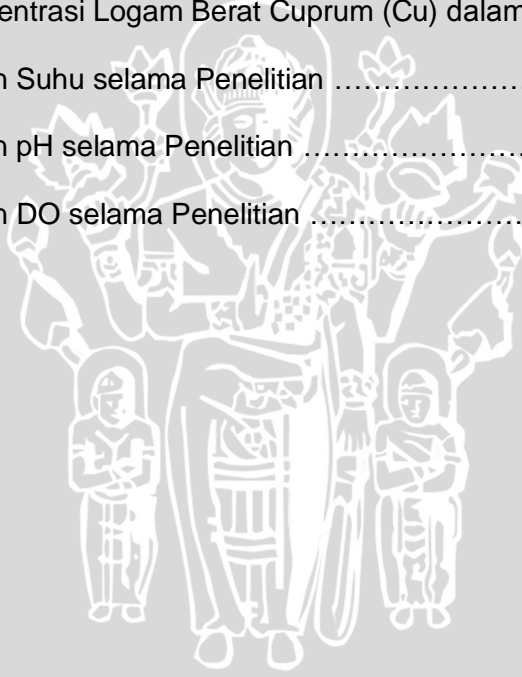 entrasi Logam Berat Cuprum (Cu) dalam
n Suhu selama Penelitian ……………………
n pH selama Penelitian ………………………
n DO selama Penelitian ………………………